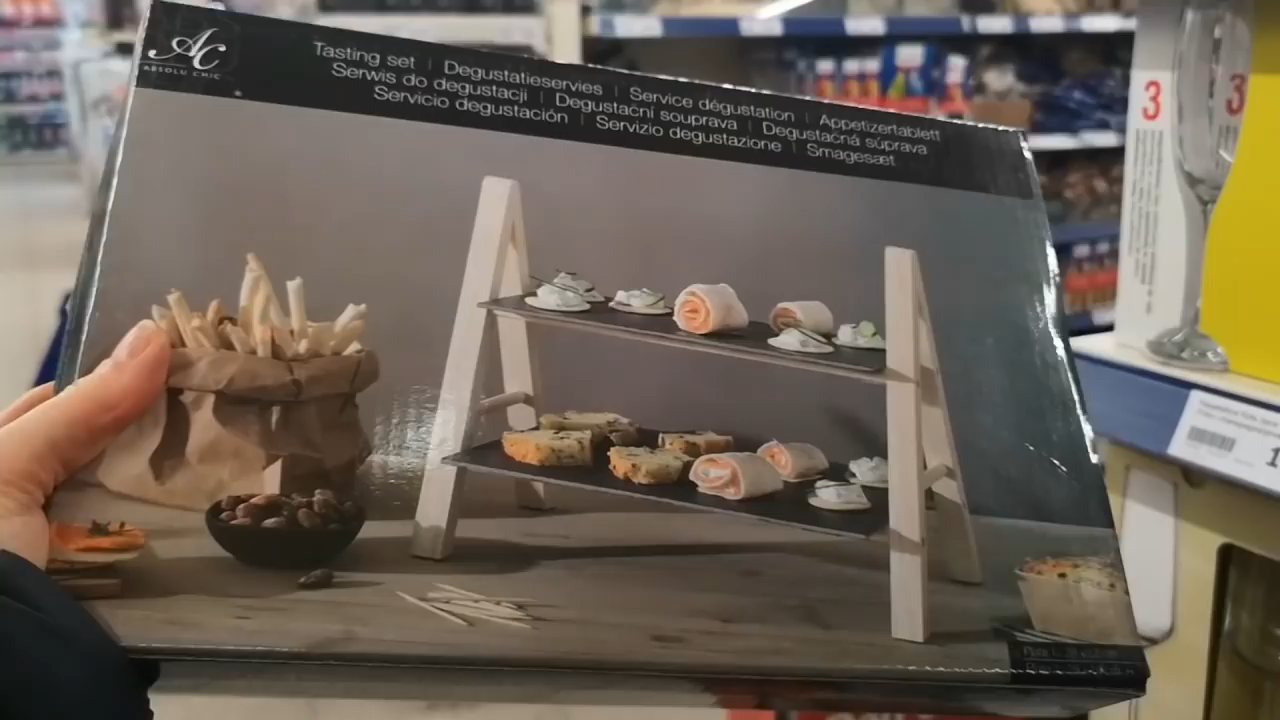 AC
ABSOLU CHIC
Tasting set | Degustatieservies | Service dégustation | Appetizertablett
Serwis do degustacji | Degustační souprava | Degustačná súprava
Servicio degustación | Servizio degustazione | Smagesæt
3
3
1